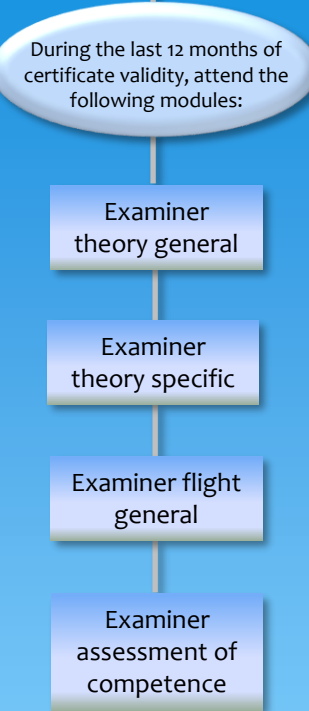 During the last 12 months of
certificate validity, attend the
following modules:
Examiner
theory general
Examiner
theory specific
Examiner flight
general
Examiner
assessment of
competence